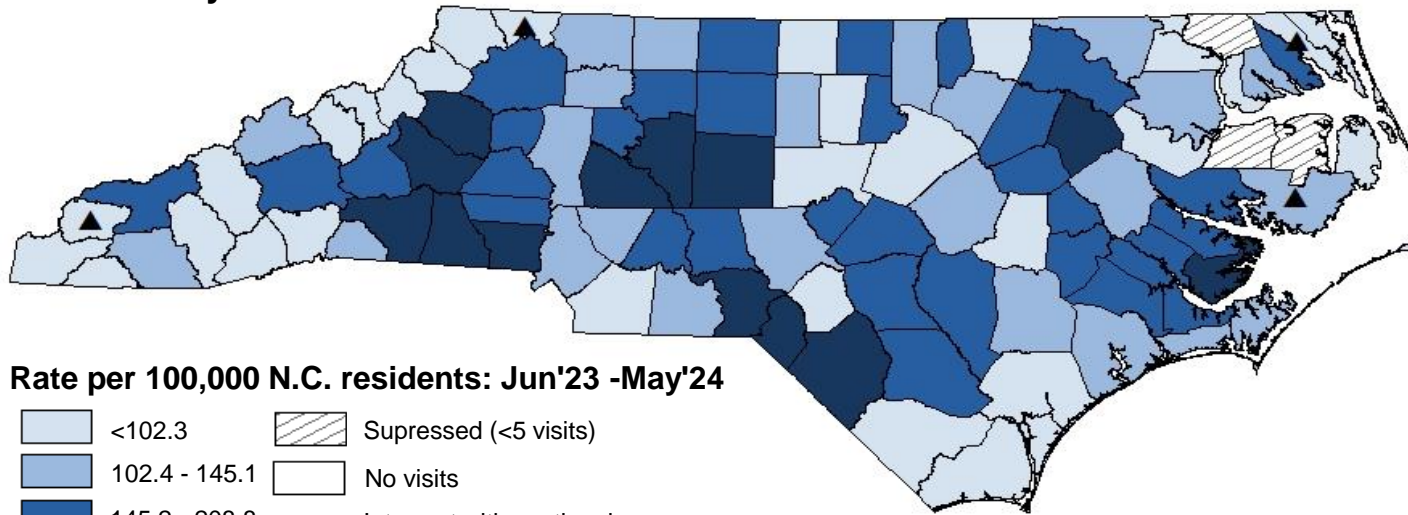 Rate per 100,000 N.C. residents: Jun'23 -May'24
<102.3
Supressed (<5 visits)
102.4 - 145.1
No visits